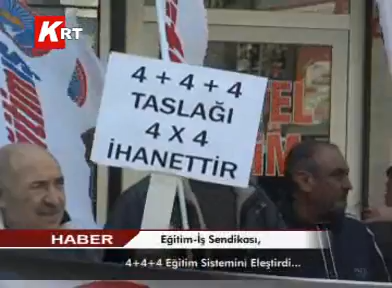 KRT
4 + 4 + 4
TASLAĞI
4 X 4
İHANETTİR
HABER
Eğitim-İş Sendikası,
4+4+4 Eğitim Sistemini Eleştirdi...